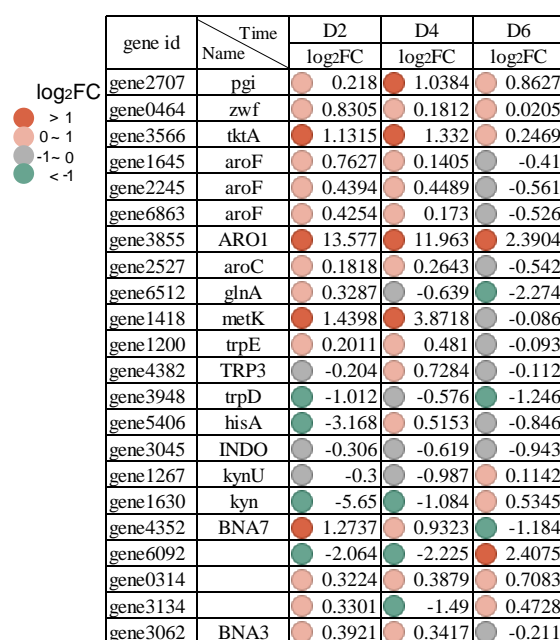 gene id Time Name D2 D4 D6
log2FC log2FC log2FC
log2FC
> 1
0 ~ 1
-1 ~ 0
< -1
gene2707 pgi 0.218 1.0384 0.8627
gene0464 zwf 0.8305 0.1812 0.0205
gene3566 tktA 1.1315 1.332 0.2469
gene1645 aroF 0.7627 0.1405 -0.41
gene2245 aroF 0.4394 0.4489 -0.561
gene6863 aroF 0.4254 0.173 -0.526
gene3855 ARO1 13.577 11.963 2.3904
gene2527 aroC 0.1818 0.2643 -0.542
gene6512 glnA 0.3287 -0.639 -2.274
gene1418 metK 1.4398 3.8718 -0.086
gene1200 trpE 0.2011 0.481 -0.093
gene4382 TRP3 -0.204 0.7284 -0.112
gene3948 trpD -1.012 -0.576 -1.246
gene5406 hisA -3.168 0.5153 -0.846
gene3045 INDO -0.306 -0.619 -0.943
gene1267 kynU -0.3 -0.987 0.1142
gene1630 kyn -5.65 -1.084 0.5345
gene4352 BNA7 1.2737 0.9323 -1.184
gene6092 -2.064 -2.225 2.4075
gene0314 0.3224 0.3879 0.7083
gene3134 0.3301 -1.49 0.4728
gene3062 BNA3 0.3921 0.3417 -0.211